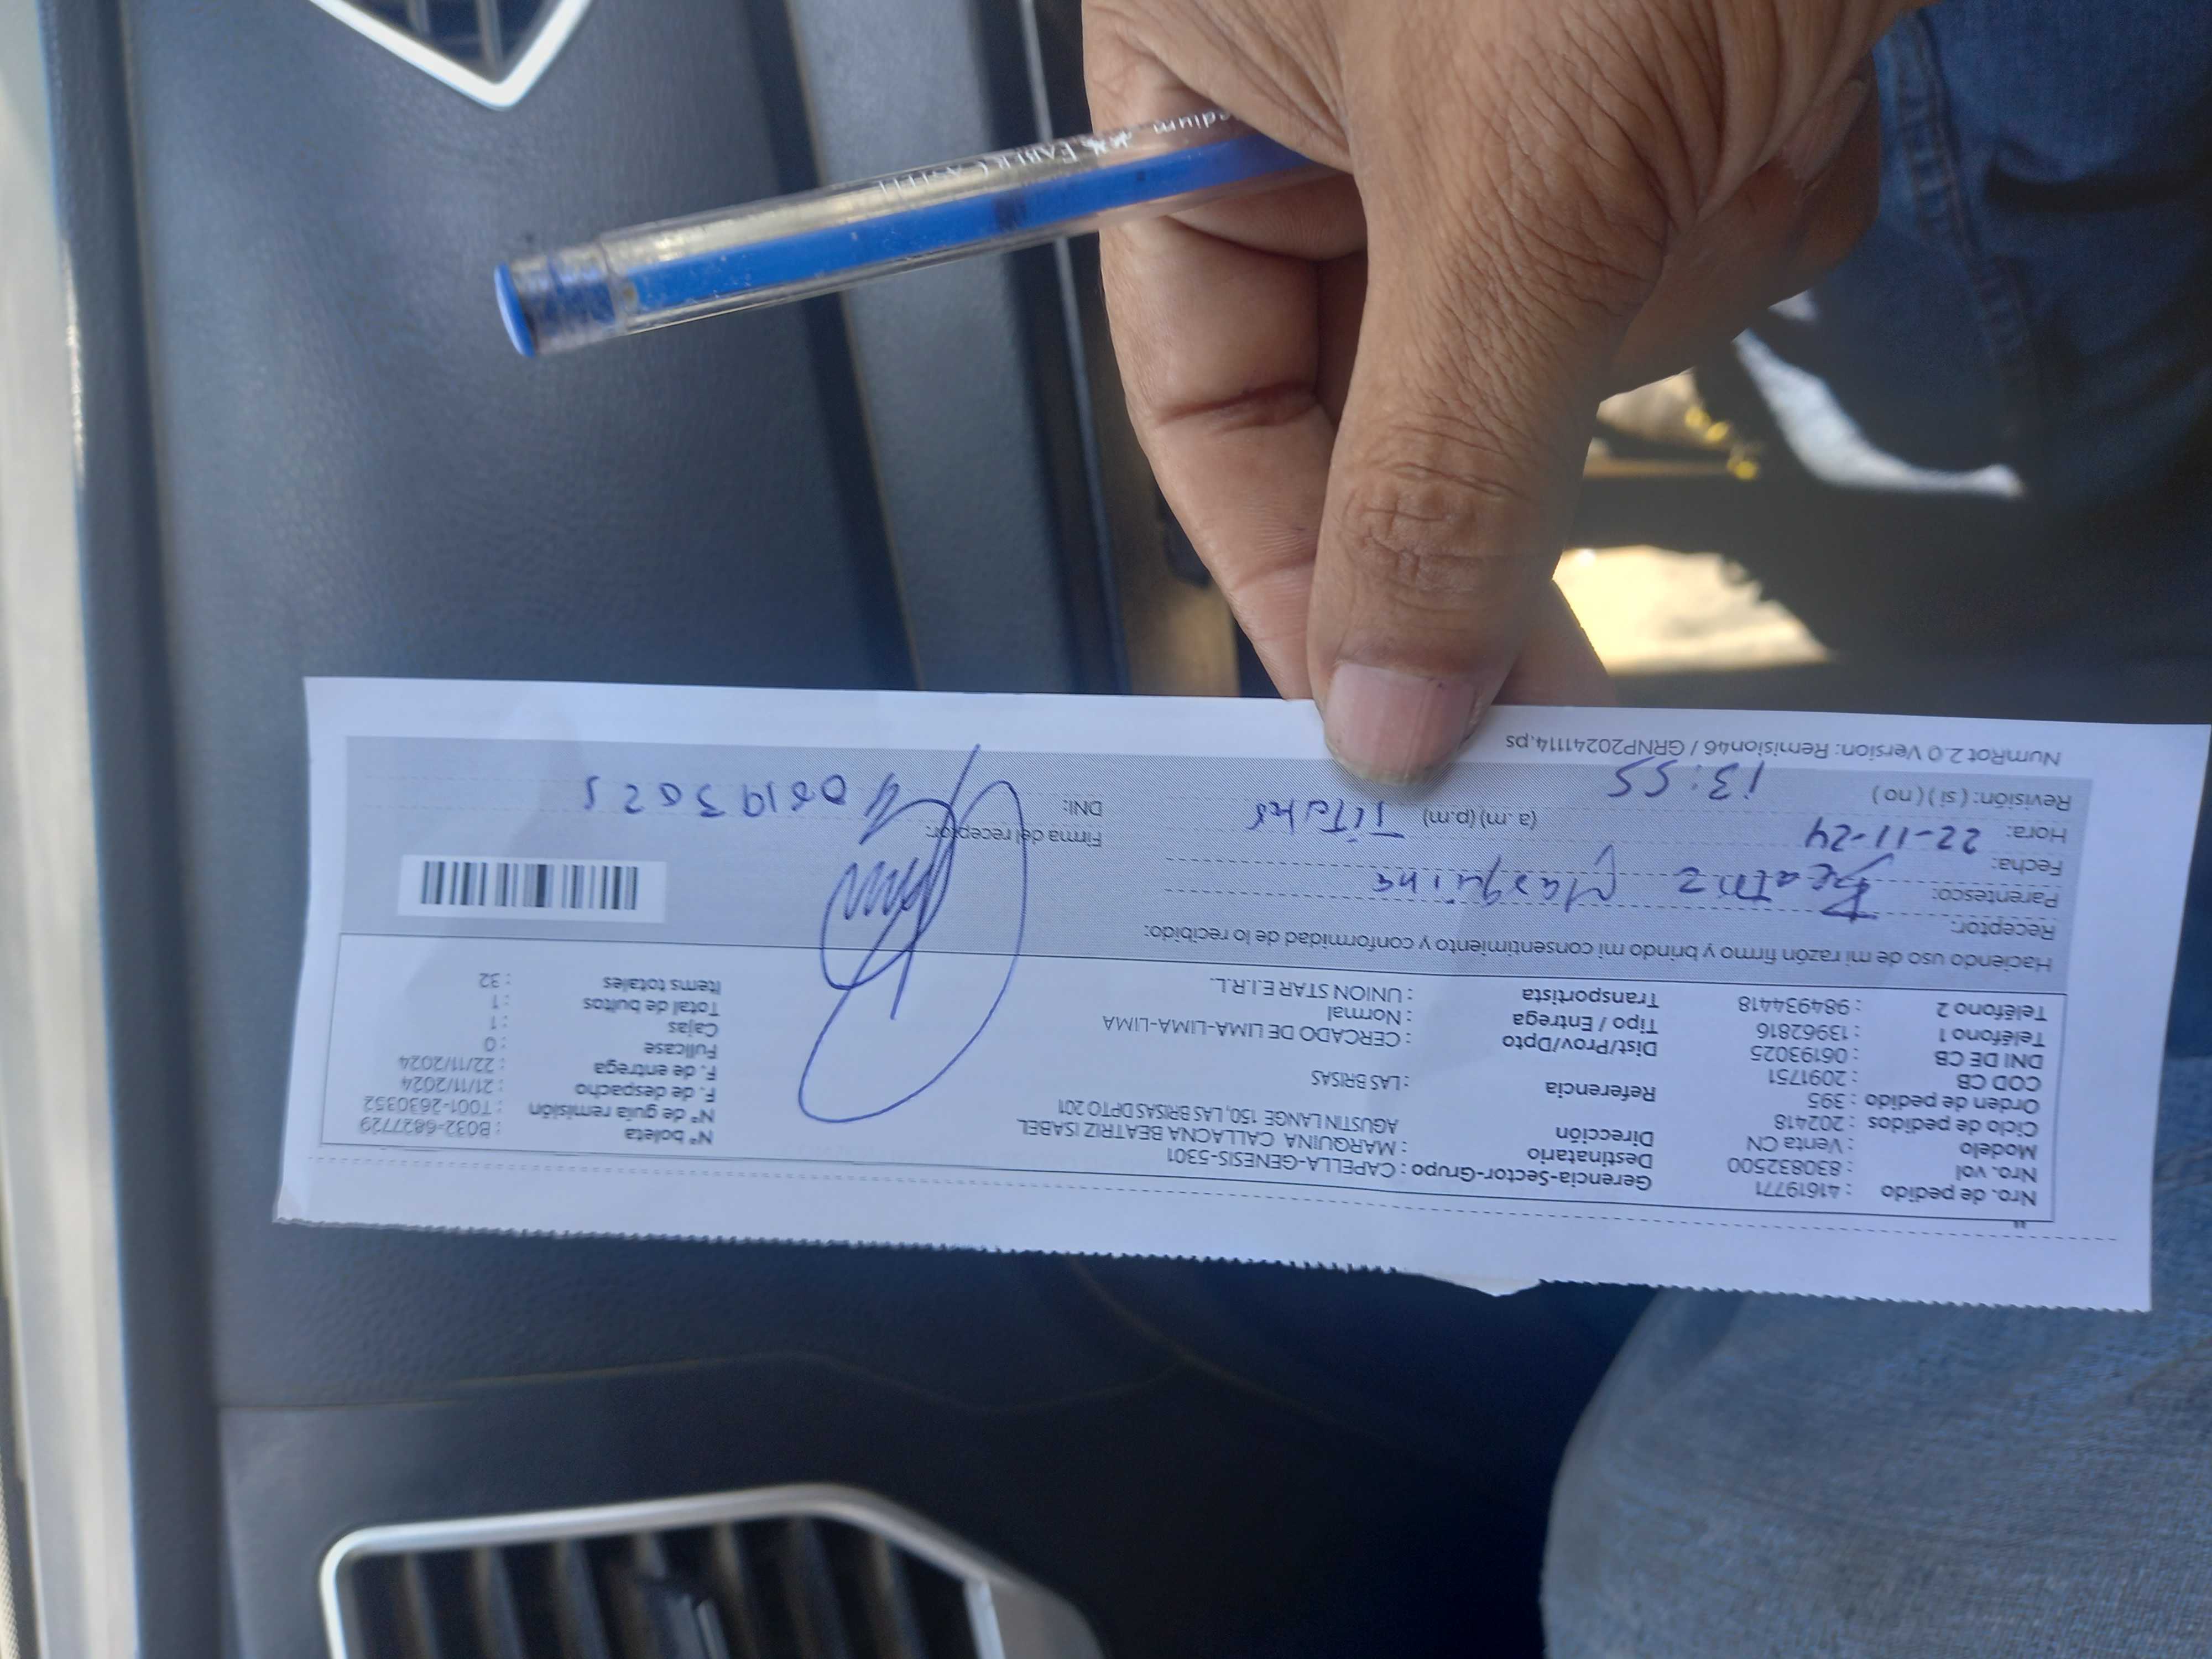 Nro. de pedido : 41619771
Nro. vol : 830832500
Modelo : Venta CN
Ciclo de pedidos : 202418
Orden de pedido : 395
COD CB : 2091751
DNI DE CB : 06193025
Teléfono 1 : 13962816
Teléfono 2 : 984934418
Gerencia-Sector-Grupo : CAPELLA-GENESIS-5301
Destinatario : MARQUINA CALLACNA BEATRIZ ISABEL
Dirección AGUSTIN LANGE 150, LAS BRISAS DPTO 201
Referencia : LAS BRISAS
Dist/Prov/Dpto : CERCADO DE LIMA-LIMA-LIMA
Tipo / Entrega : Normal
Transportista : UNION STAR E.I.R.L.
N° boleta : B032-6827729
N° de guía remisión : T001-2630352
F. de despacho : 21/11/2024
F. de entrega : 22/11/2024
Fullcase : 0
Cajas : 1
Total de bultos : 1
Items totales : 32
Haciendo uso de mi razón firmo y brindo mi consentimiento y conformidad de lo recibido:
Receptor: Beatriz Marquina
Parentesco:
Fecha: 22-11-24
Hora: (a.m) (p.m) Titular
Revisión: ( si ) ( no ) 13:55
Firma del receptor:
DNI: 06193025
NumRot 2.0 Version: Remision46 / GRNP20241114.ps
FABER-CASTELL